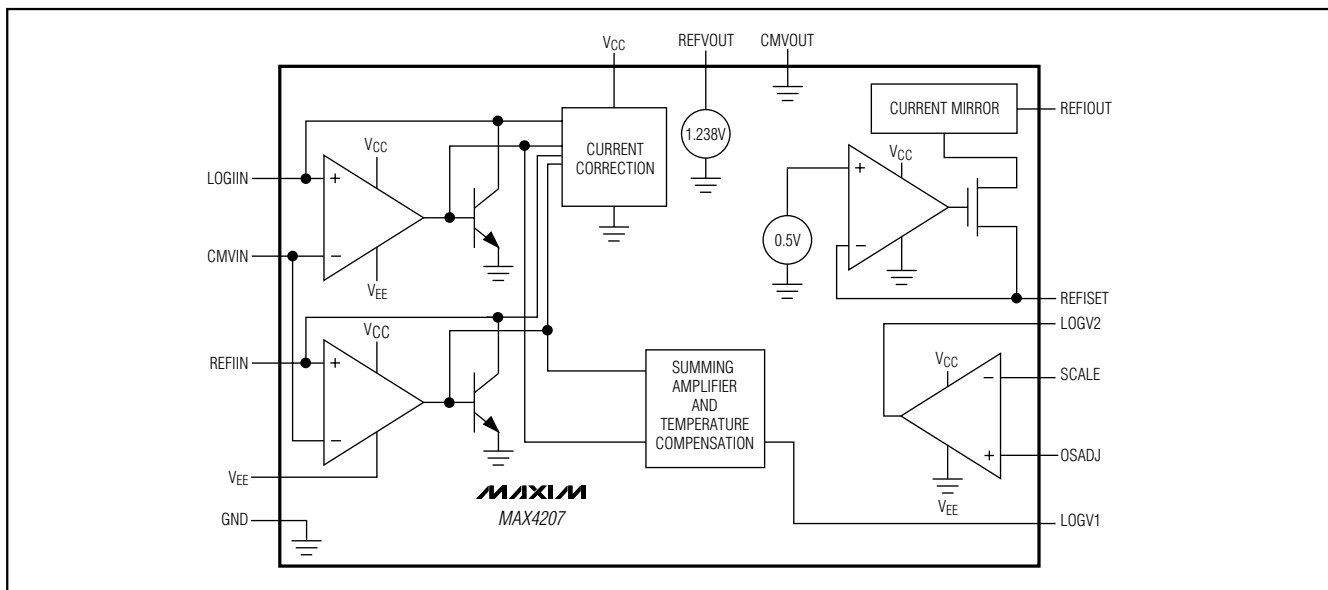 VCC
REFVOUT
CMVOUT
CURRENT MIRROR
REFIOUT
1.238V
CURRENT
CORRECTION
VCC
VCC
LOGIIN
+
+
0.5V
CMVIN
−
−
VEE
REFISET
VCC
LOGV2
REFIIN
+
SUMMING
AMPLIFIER
AND
TEMPERATURE
COMPENSATION
VCC
−
SCALE
−
+
OSADJ
VEE
MAXIM
MAX4207
VEE
GND
LOGV1